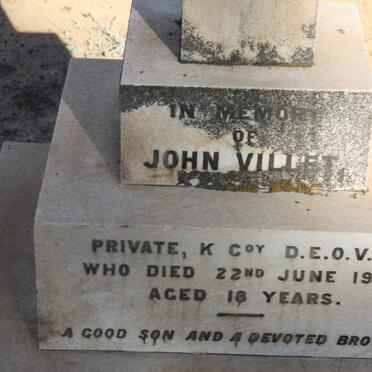 IN MEMORY
OF
JOHN VILLET,
PRIVATE, K COY D.E.O.V.
WHO DIED 22ND JUNE 19
AGED 18 YEARS.
A GOOD SON AND A DEVOTED BRO